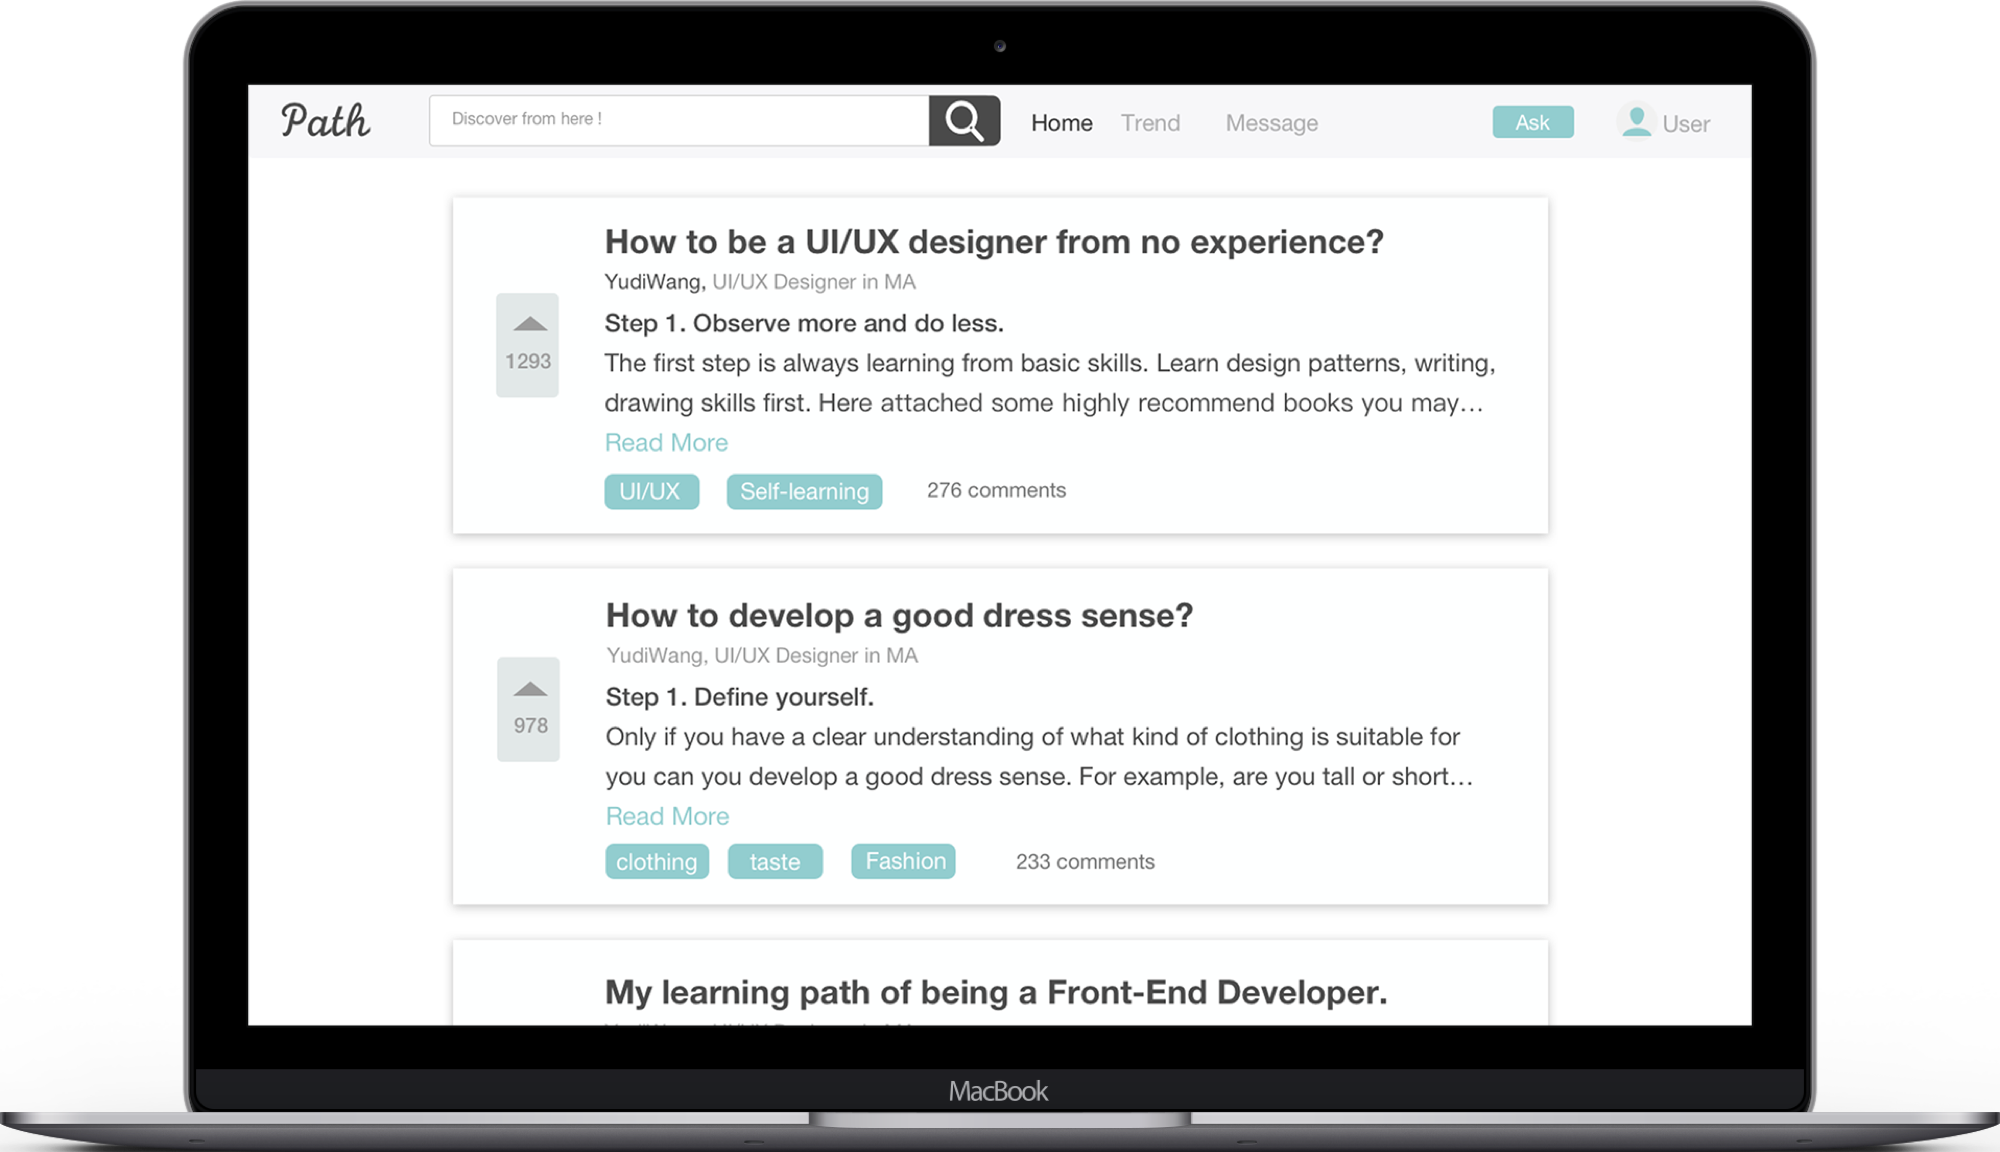 Path
Discover from here !
Home
Trend
Message
Ask
User
How to be a UI/UX designer from no experience?
YudiWang, UI/UX Designer in MA
1293
Step 1. Observe more and do less.
The first step is always learning from basic skills. Learn design patterns, writing,
drawing skills first. Here attached some highly recommend books you may...
Read More
UI/UX
Self-learning
276 comments
How to develop a good dress sense?
YudiWang, UI/UX Designer in MA
978
Step 1. Define yourself.
Only if you have a clear understanding of what kind of clothing is suitable for
you can you develop a good dress sense. For example, are you tall or short...
Read More
clothing
taste
Fashion
233 comments
My learning path of being a Front-End Developer.
MacBook